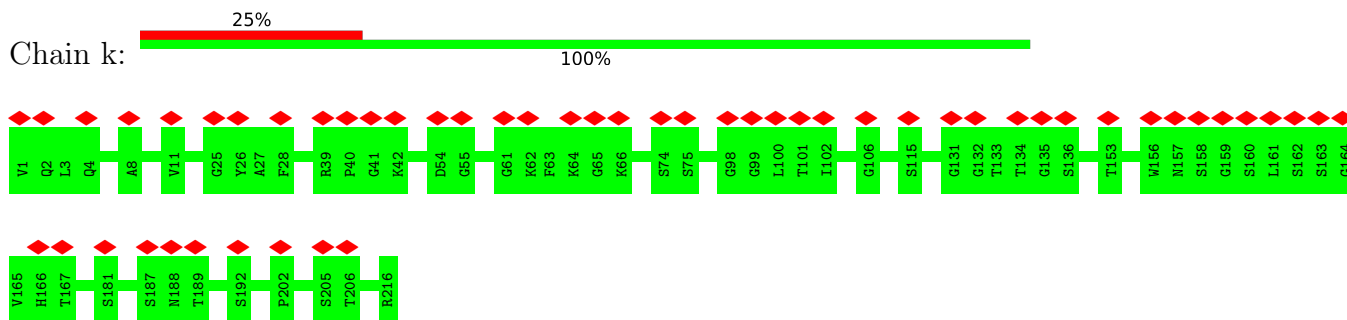 25%
Chain k:
100%
V1 Q2 L3 Q4 A8 V11 G25 Y26 A27 F28 R39 P40 G41 K42 D54 G55 G61 K62 F63 K64 G65 K66 S74 S75 G98 G99 L100 T101 I102 G106 S115 G131 G132 T133 T134 G135 S136 T153 W156 N157 S158 G159 S160 L161 S162 S163 G164
V165 H166 T167 S181 S187 N188 T189 S192 P202 S205 T206 R216